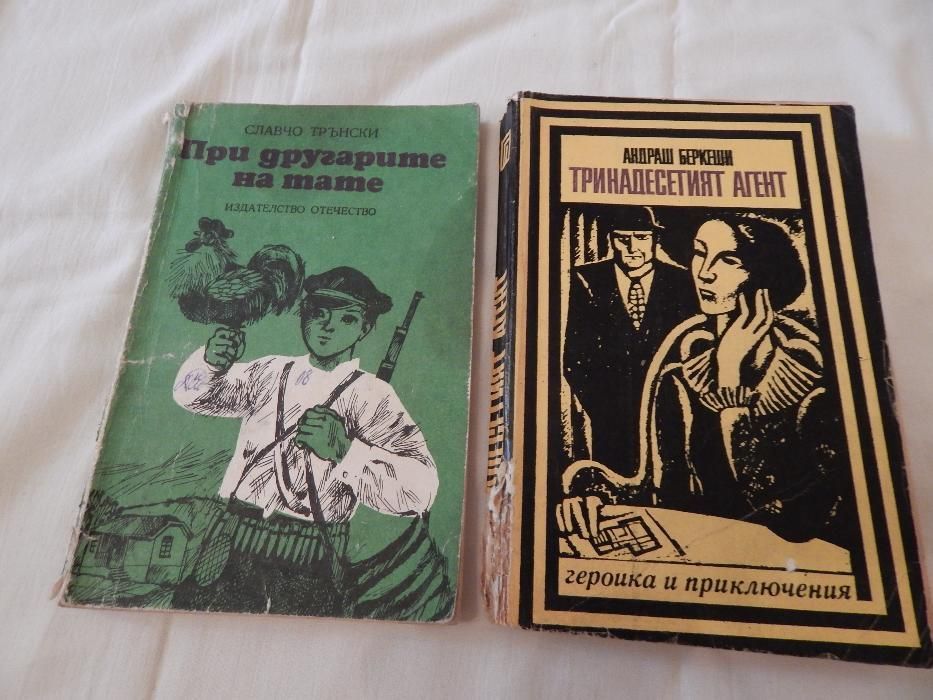 СЛАВЧО ТРЪНСКИ
При другарите
на тате
ИЗДАТЕЛСТВО ОТЕЧЕСТВО
АНДРАШ БЕРКЕШИ
ТРИНАДЕСЕТИЯТ АГЕНТ
героика и приключения